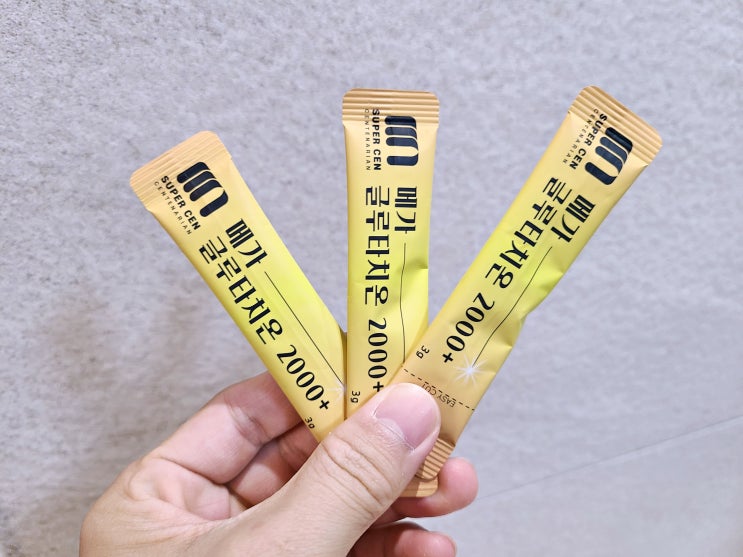 SUPER CEN
CENTENARIAN
메가
글루타치온 2000+
3g
SUPER CEN
CENTENARIAN
메가
글루타치온 2000+
3g
SUPER CEN
CENTENARIAN
메가
글루타치온 2000+
3g
EASY CUT